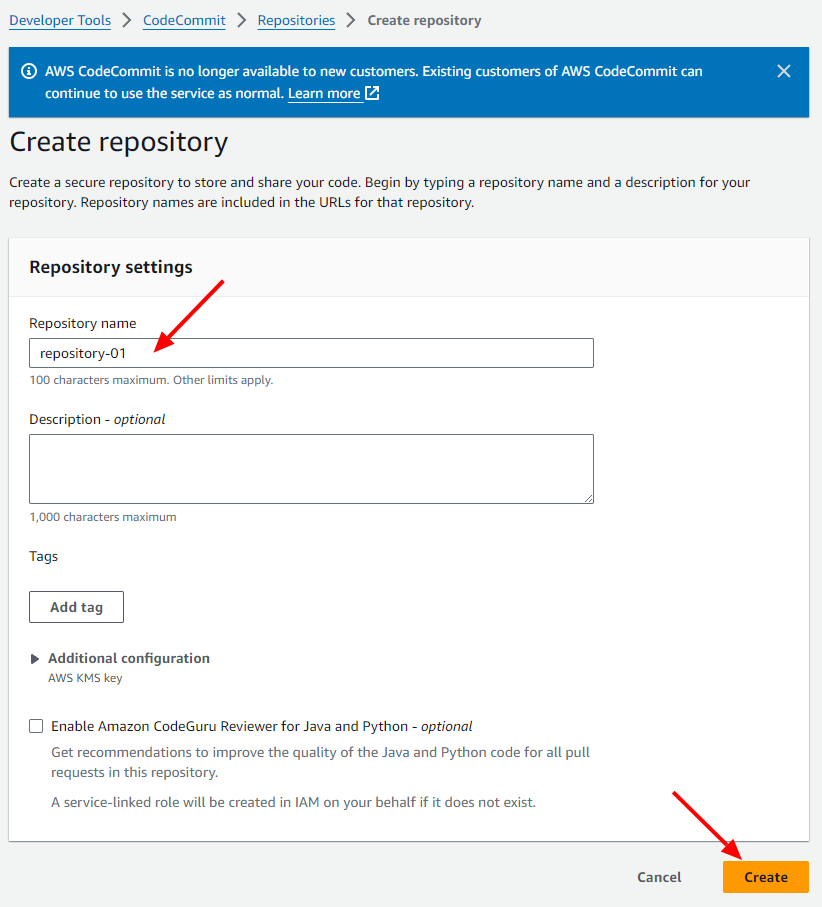 Developer Tools > CodeCommit > Repositories > Create repository
AWS CodeCommit is no longer available to new customers. Existing customers of AWS CodeCommit can
continue to use the service as normal. Learn more
Create repository
Create a secure repository to store and share your code. Begin by typing a repository name and a description for your
repository. Repository names are included in the URLs for that repository.
Repository settings
Repository name
repository-01
100 characters maximum. Other limits apply.
Description - optional
1,000 characters maximum
Tags
Add tag
Additional configuration
AWS KMS key
Enable Amazon CodeGuru Reviewer for Java and Python - optional
Get recommendations to improve the quality of the Java and Python code for all pull
requests in this repository.
A service-linked role will be created in IAM on your behalf if it does not exist.
Cancel
Create